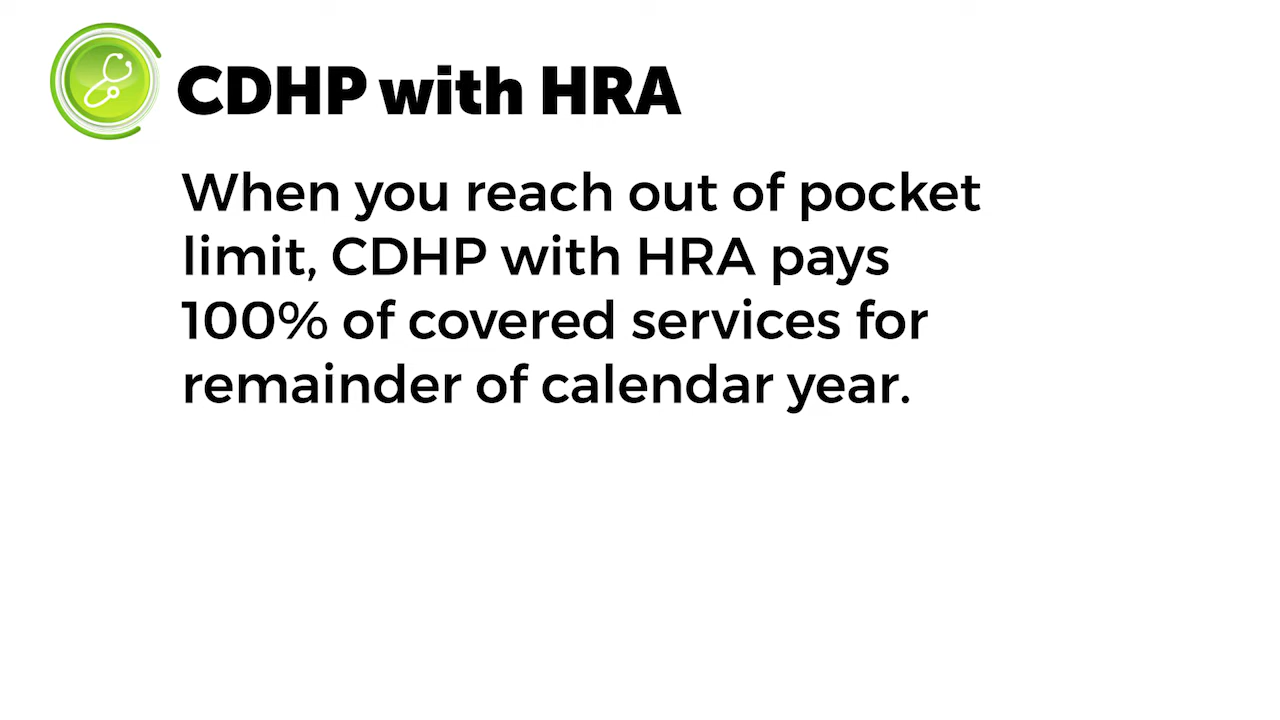 CDHP with HRA
When you reach out of pocket
limit, CDHP with HRA pays
100% of covered services for
remainder of calendar year.